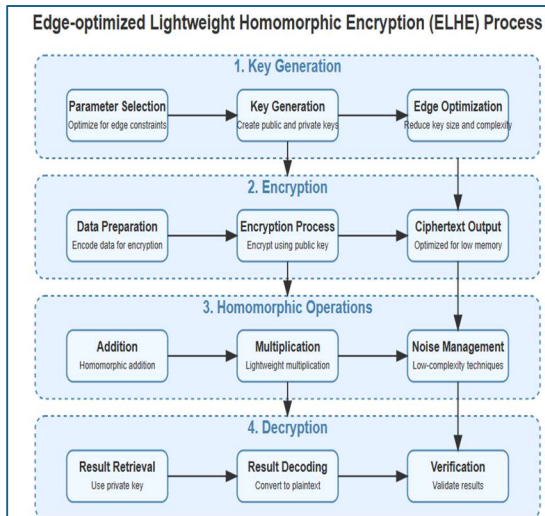 Edge-optimized Lightweight Homomorphic Encryption (ELHE) Process
1. Key Generation
Parameter Selection
Optimize for edge constraints
Key Generation
Create public and private keys
Edge Optimization
Reduce key size and complexity
2. Encryption
Data Preparation
Encode data for encryption
Encryption Process
Encrypt using public key
Ciphertext Output
Optimized for low memory
3. Homomorphic Operations
Addition
Homomorphic addition
Multiplication
Lightweight multiplication
Noise Management
Low-complexity techniques
4. Decryption
Result Retrieval
Use private key
Result Decoding
Convert to plaintext
Verification
Validate results